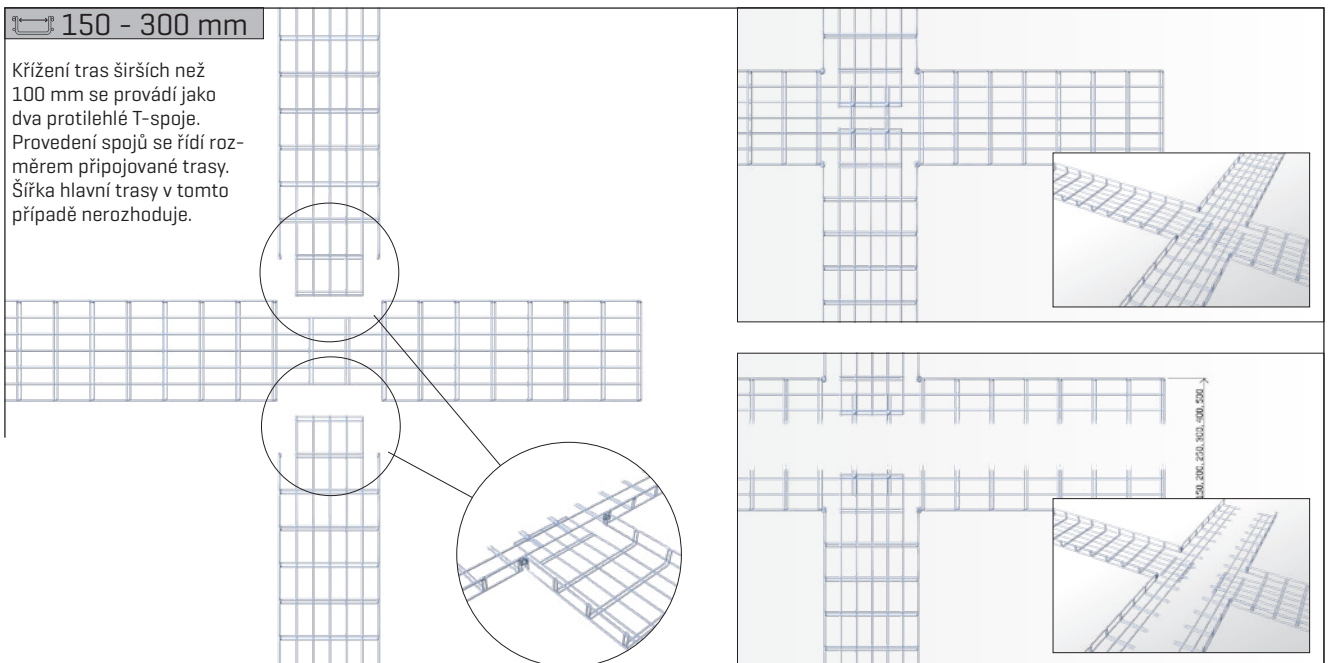 150 - 300 mm
Křížení tras širších než
100 mm se provádí jako
dva protilehlé T-spoje.
Provedení spojů se řídí roz-
měrem připojované trasy.
Šířka hlavní trasy v tomto
případě nerozhoduje.
150, 200, 250, 300, 400, 500